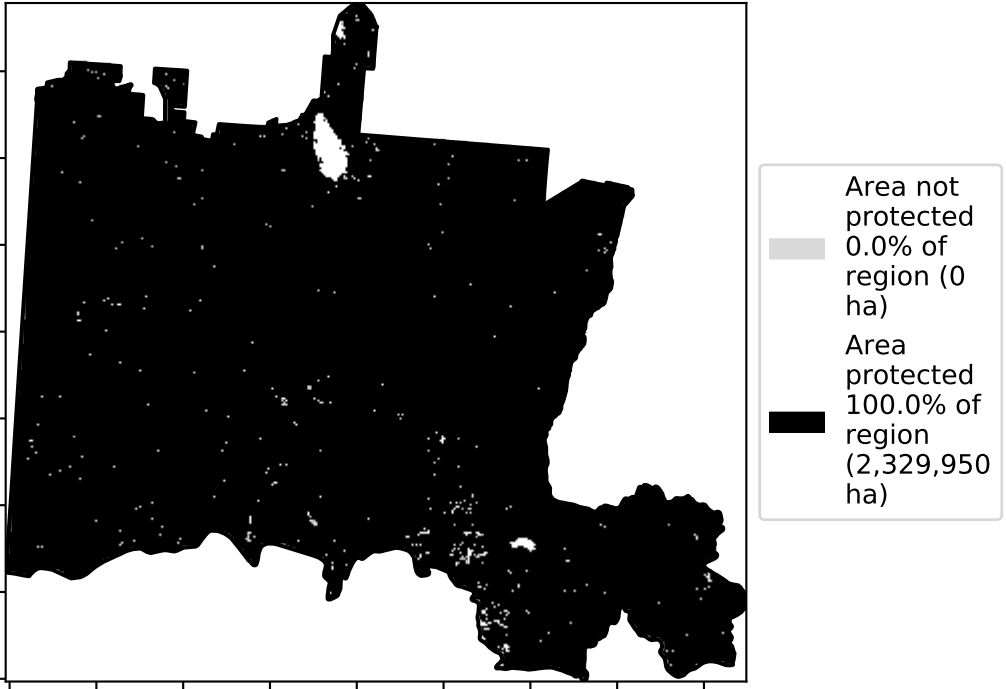 Area not
protected
0.0% of
region (0
ha)
Area
protected
100.0% of
region
(2,329,950
ha)